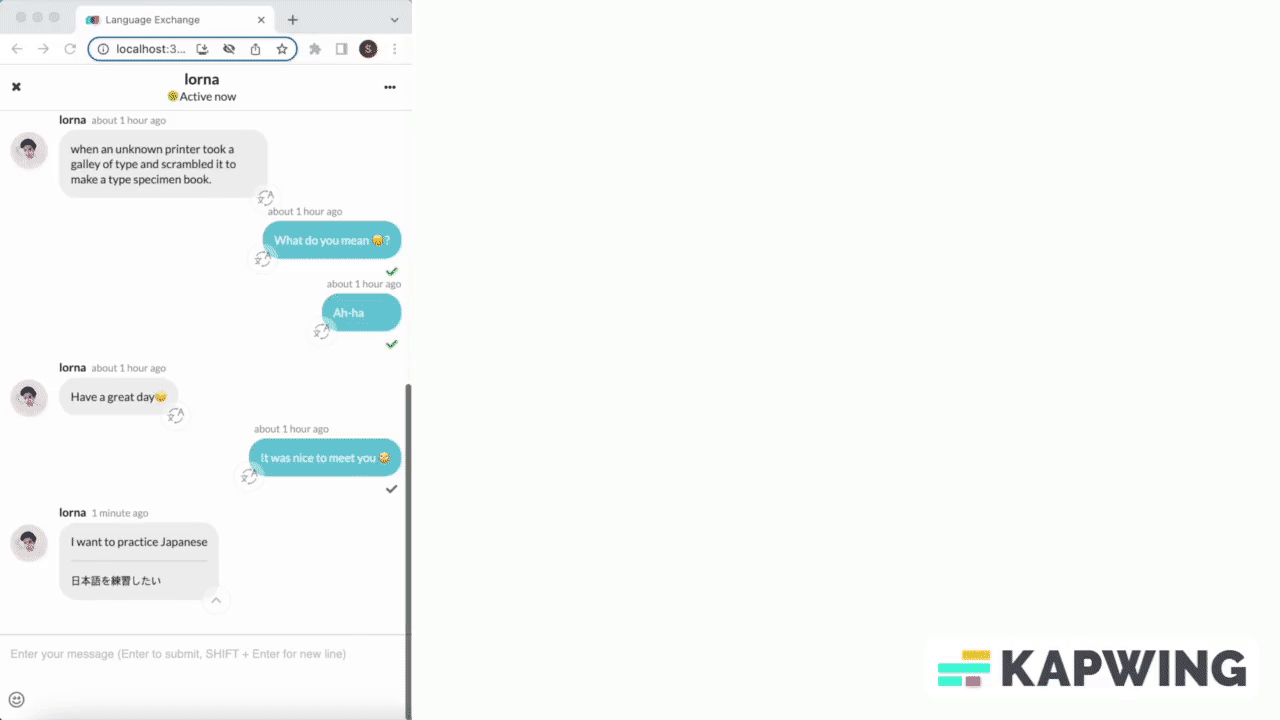 Language Exchange
localhost:3...
S
lorna
Active now
lorna about 1 hour ago
when an unknown printer took a
galley of type and scrambled it to
make a type specimen book.
about 1 hour ago
What do you mean 😄?
about 1 hour ago
Ah-ha
lorna about 1 hour ago
Have a great day😄
about 1 hour ago
It was nice to meet you 😄
lorna 1 minute ago
I want to practice Japanese
日本語を練習したい
Enter your message (Enter to submit, SHIFT + Enter for new line)
KAPWING